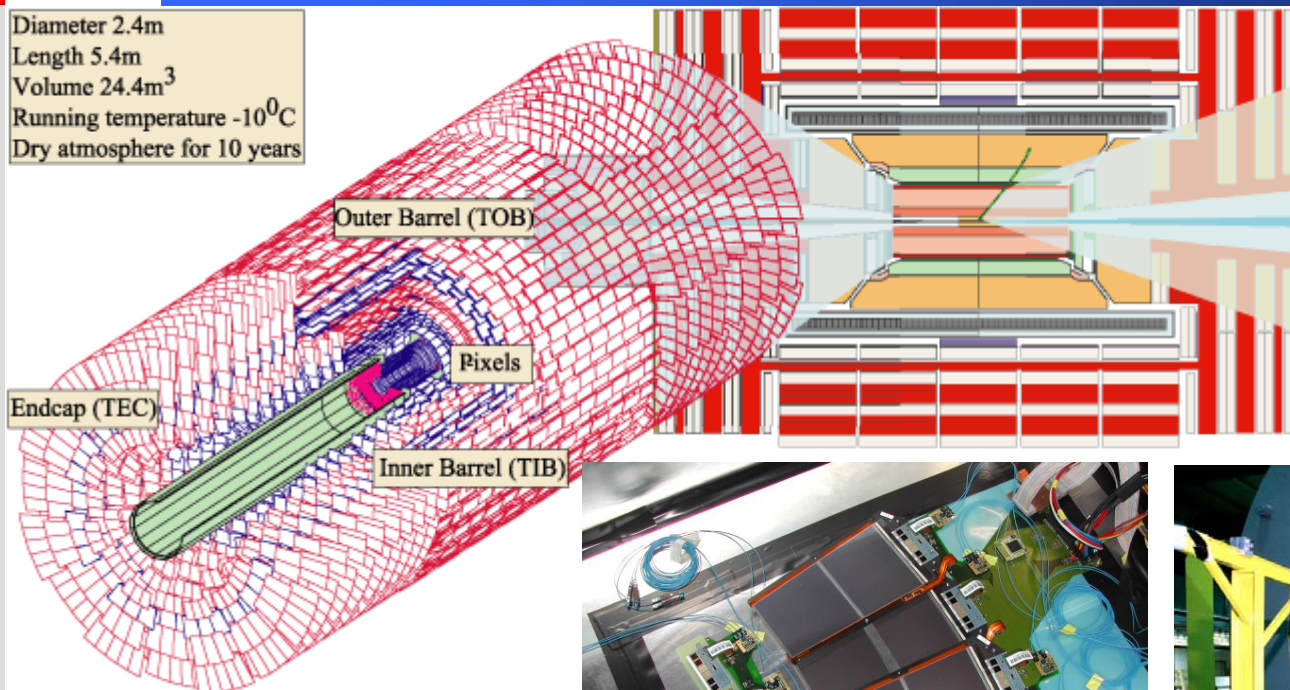 Diameter 2.4m
Length 5.4m
Volume 24.4m³
Running temperature -10⁰C
Dry atmosphere for 10 years
Outer Barrel (TOB)
Pixels
Endcap (TEC)
Inner Barrel (TIB)